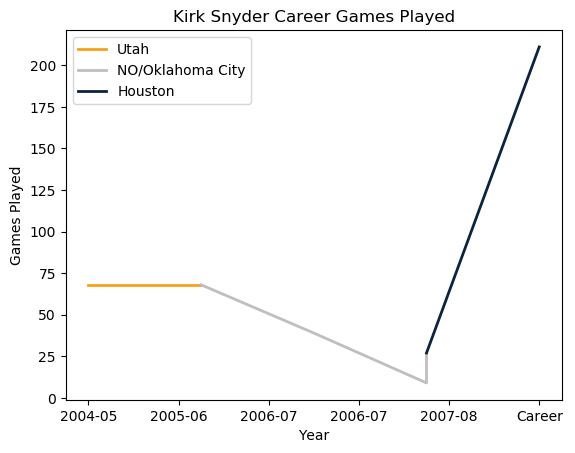 Kirk Snyder Career Games Played
Utah
NO/Oklahoma City
Houston
200
175
150
125
100
75
50
25
0
Games Played
2004-05 2005-06 2006-07 2006-07 2007-08 Career
Year